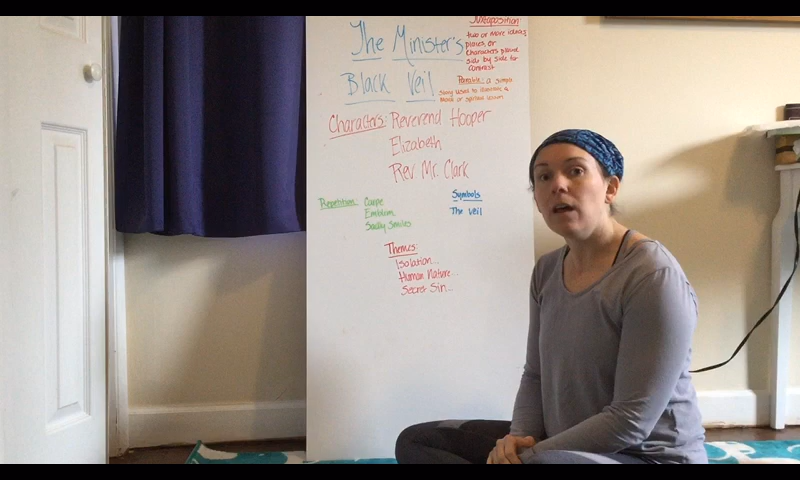 The Minister's
Black Veil
Juxtaposition
two or more ideas,
places, or
characters placed
side by side for
contrast
Parable: a simple
story used to illustrate a
moral or spiritual lesson
Characters: Reverend Hooper
Elizabeth
Rev. Mr. Clark
Repetition: Crepe
Emblem
Sadly Smiles
Symbols
The veil
Themes:
Isolation...
Human Nature...
Secret Sin...